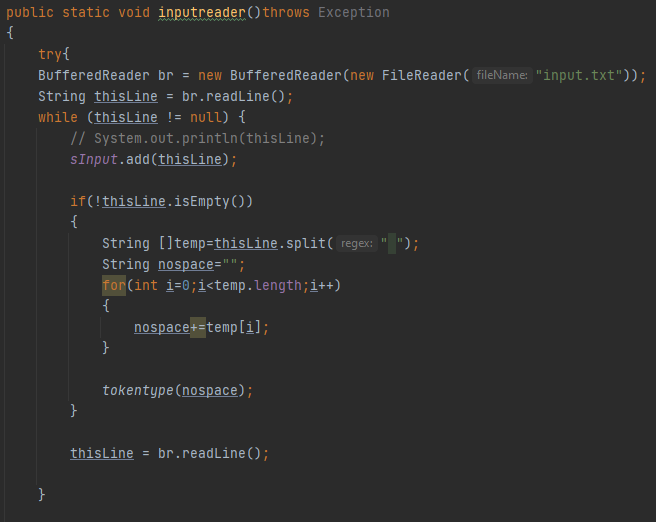 public static void inputreader()throws Exception
{
try{
BufferedReader br = new BufferedReader(new FileReader( fileName: "input.txt"));
String thisLine = br.readLine();
while (thisLine != null) {
// System.out.println(thisLine);
sInput.add(thisLine);
if(!thisLine.isEmpty())
{
String []temp=thisLine.split( regex: " ");
String nospace="";
for(int i=0;i<temp.length;i++)
{
nospace+=temp[i];
}
tokentype(nospace);
}
thisLine = br.readLine();
}